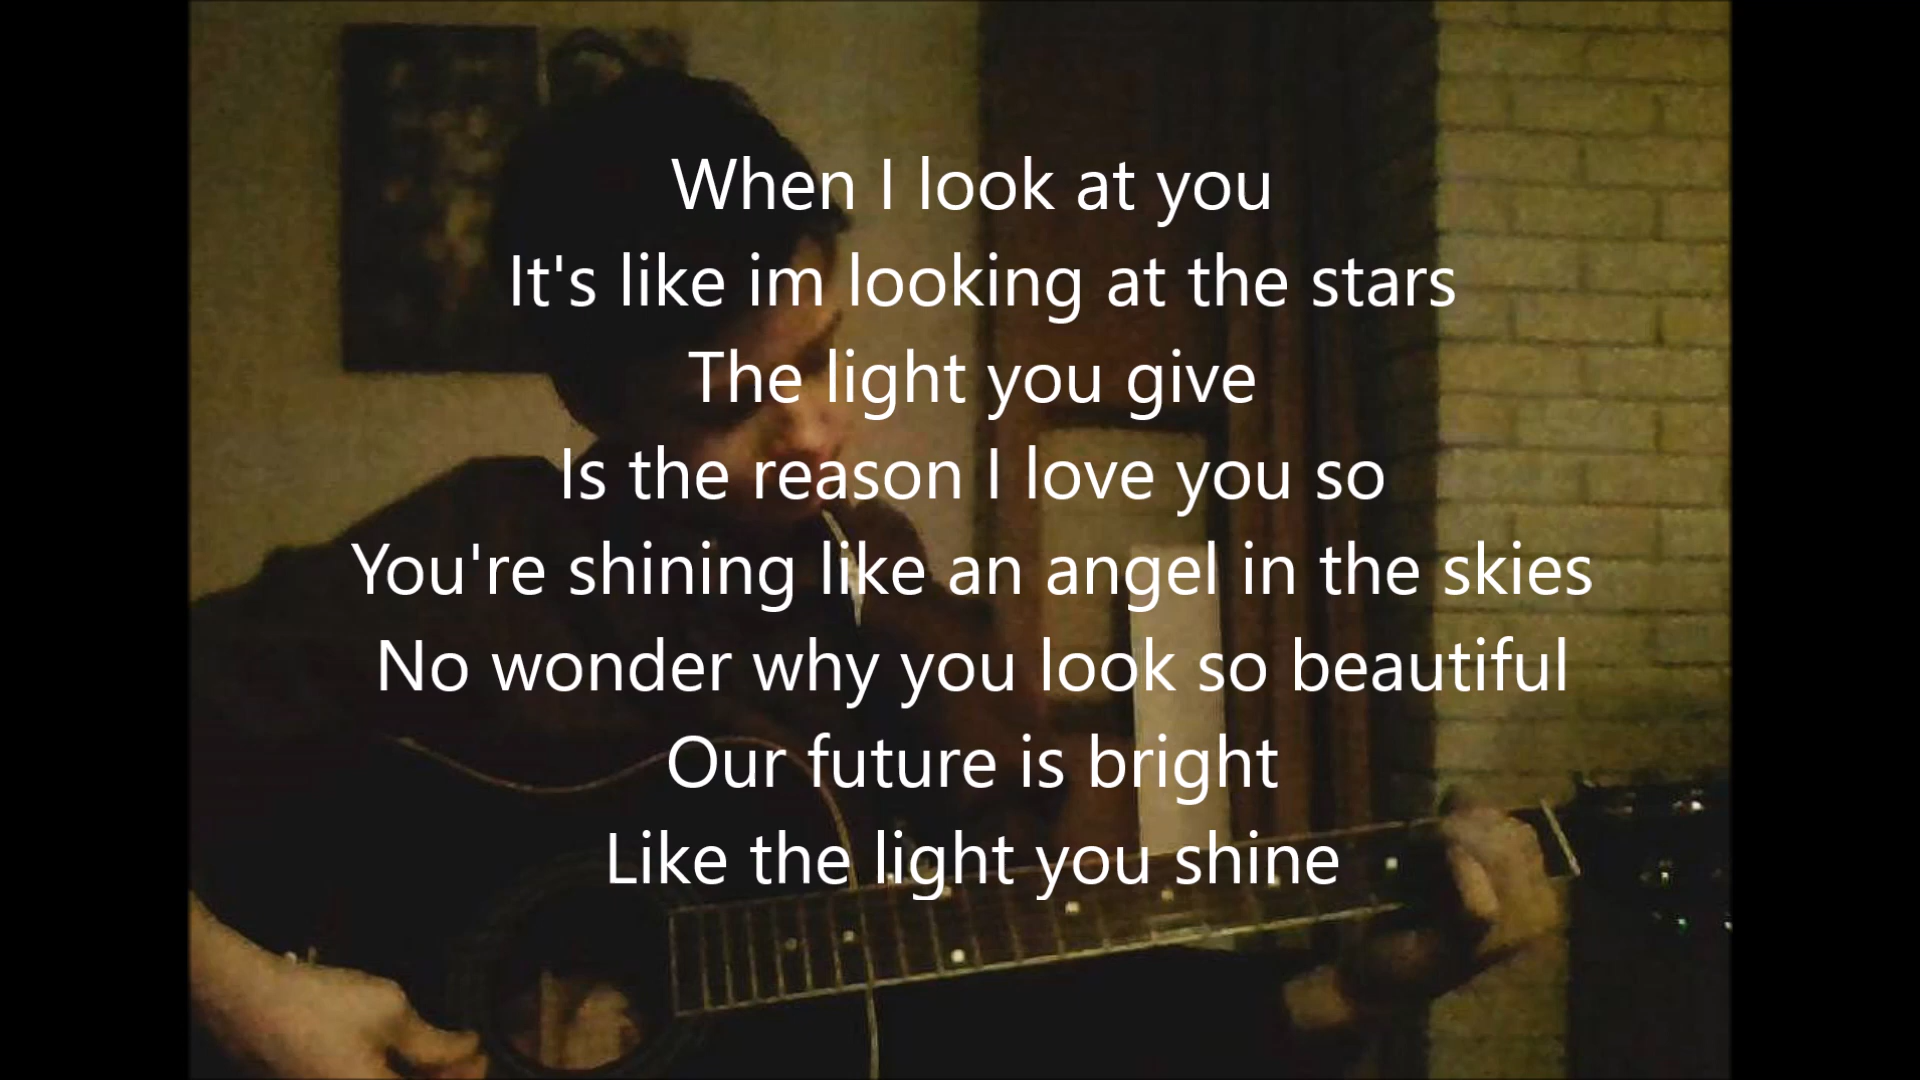 When I look at you
It's like im looking at the stars
The light you give
Is the reason I love you so
You're shining like an angel in the skies
No wonder why you look so beautiful
Our future is bright
Like the light you shine